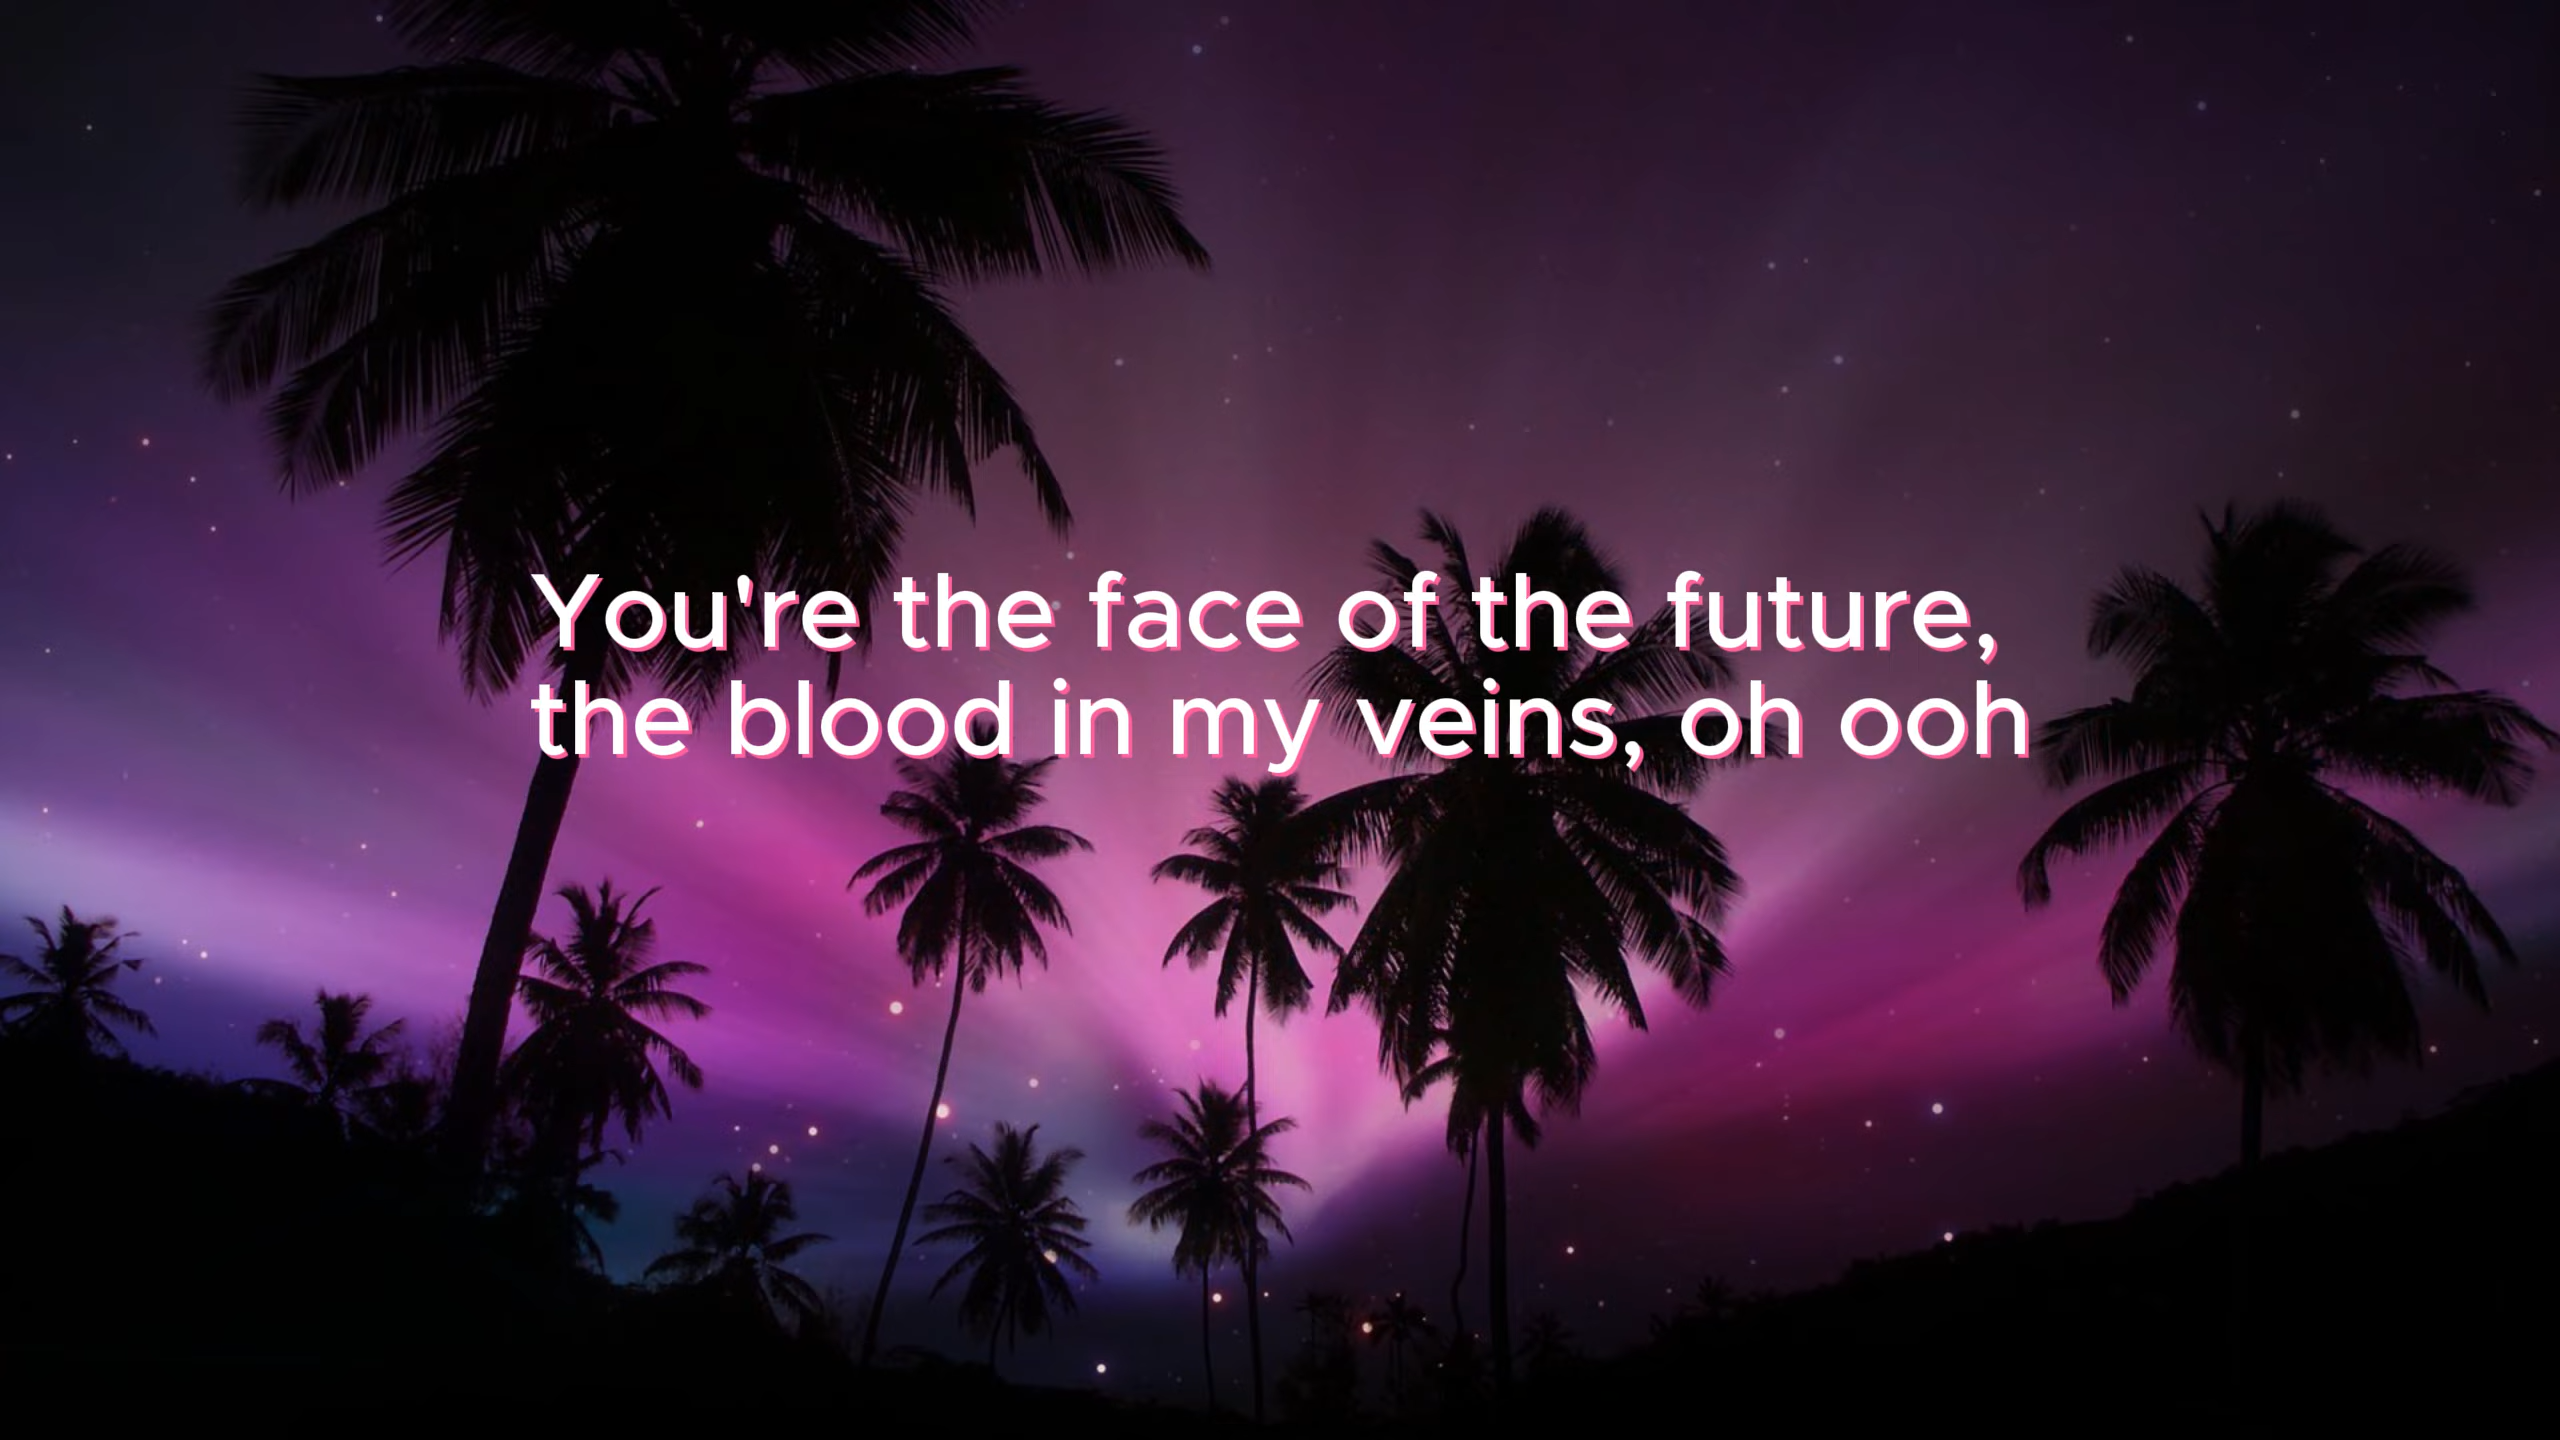 You're the face of the future,
the blood in my veins, oh ooh